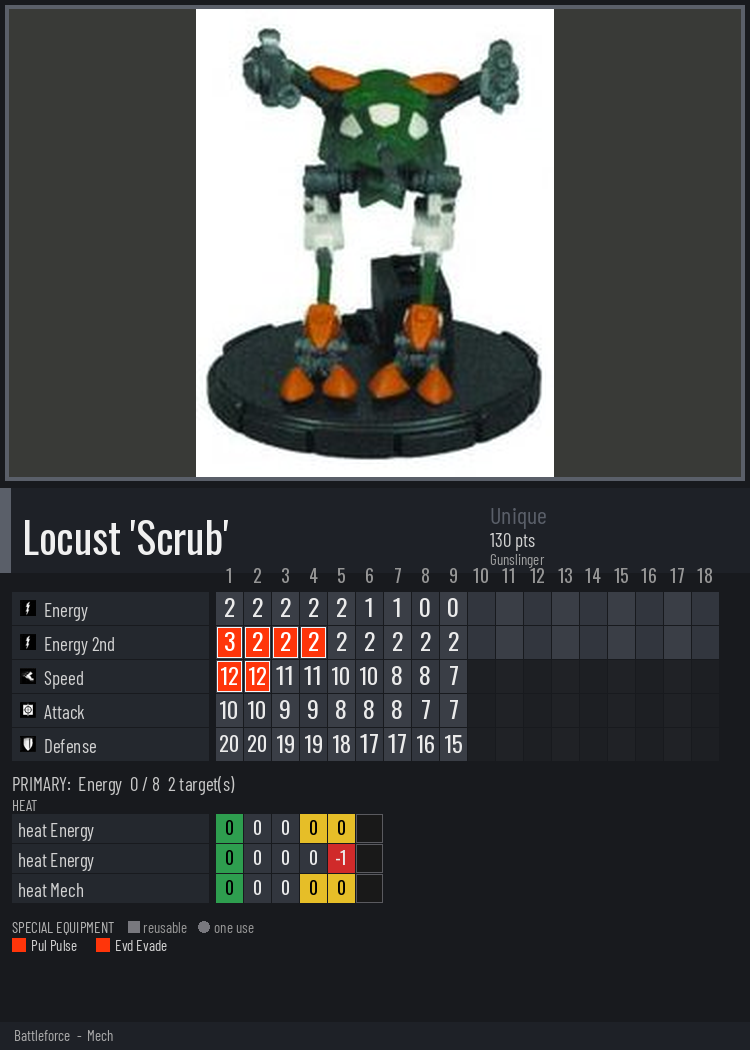 Locust 'Scrub'
Unique
130 pts
Gunslinger
1 2 3 4 5 6 7 8 9 10 11 12 13 14 15 16 17 18
Energy 2 2 2 2 2 1 1 0 0
Energy 2nd 3 2 2 2 2 2 2 2 2
Speed 12 12 11 11 10 10 8 8 7
Attack 10 10 9 9 8 8 8 7 7
Defense 20 20 19 19 18 17 17 16 15
PRIMARY: Energy 0 / 8 2 target(s)
HEAT
heat Energy 0 0 0 0 0
heat Energy 0 0 0 0 -1
heat Mech 0 0 0 0 0
SPECIAL EQUIPMENT reusable one use
Pul Pulse Evd Evade
Battleforce - Mech